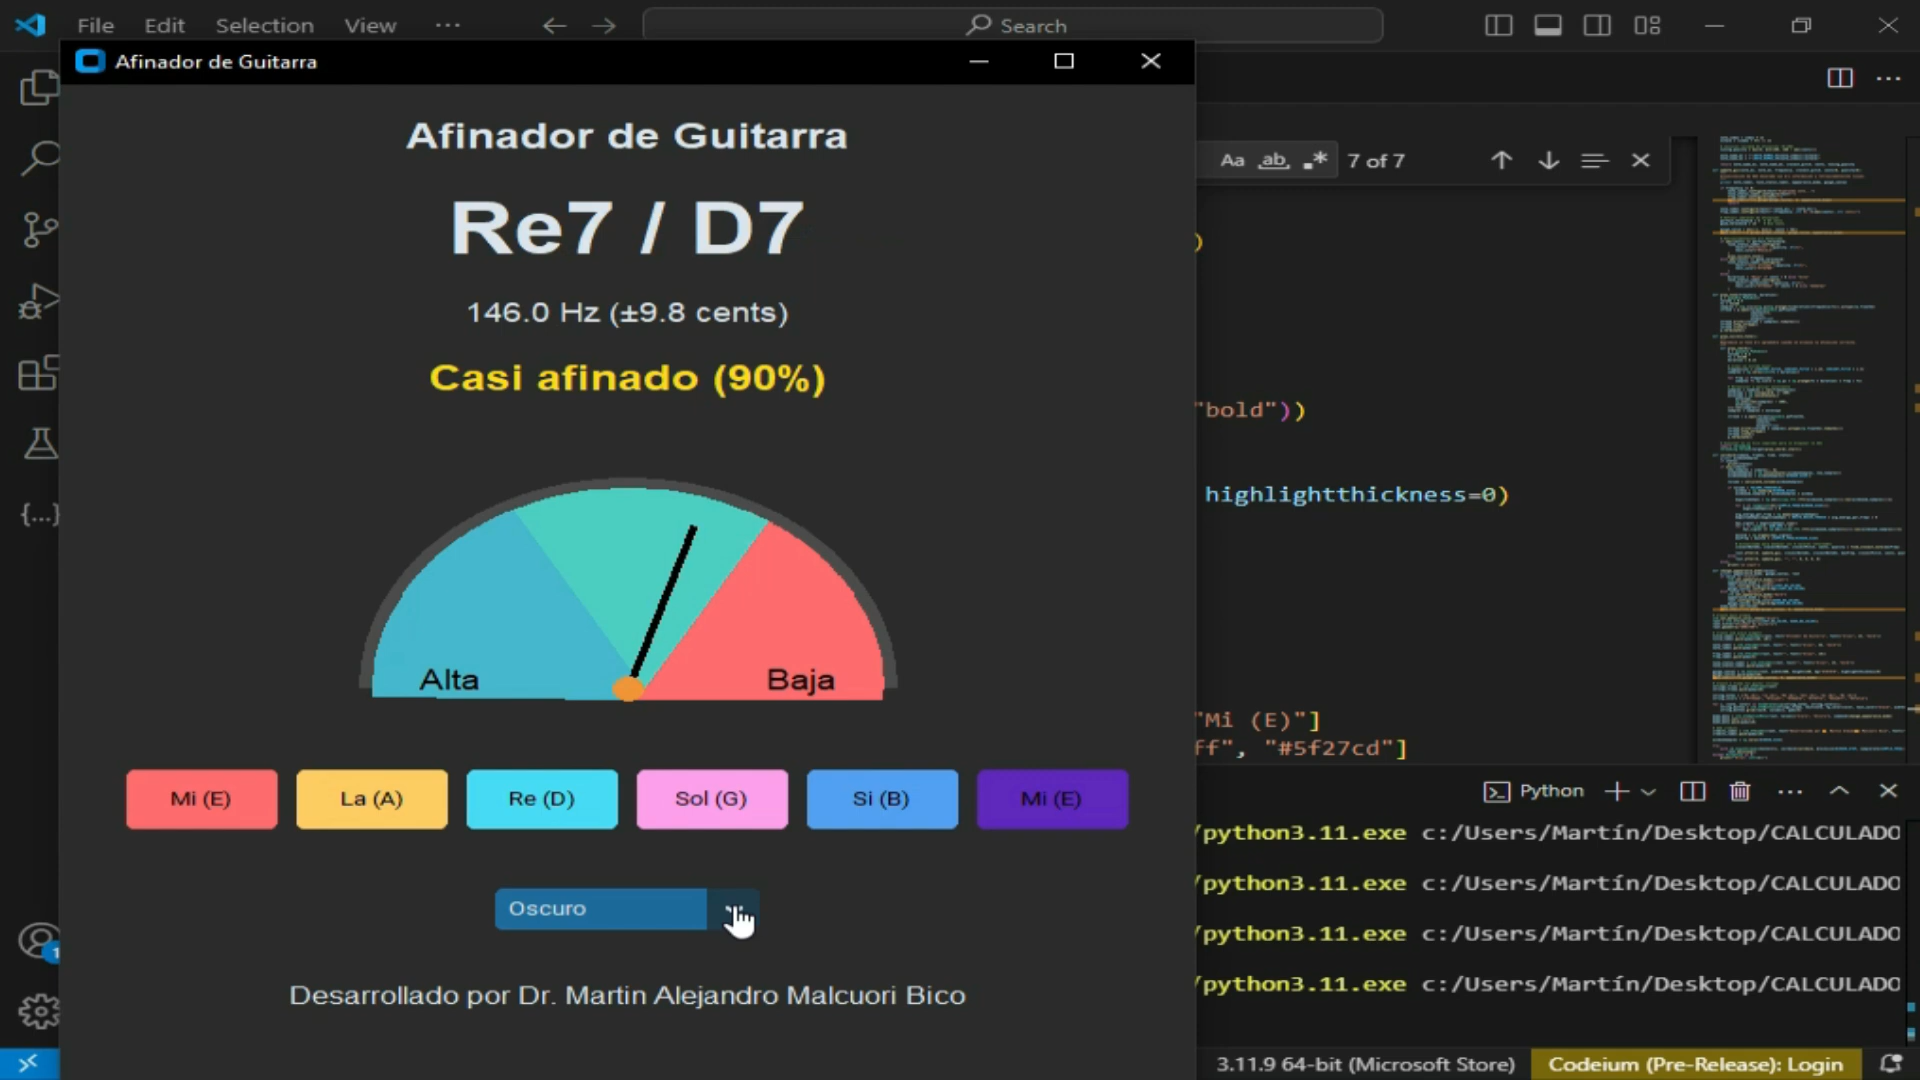 File Edit Selection View ... Search
Afinador de Guitarra
Afinador de Guitarra
Re7 / D7
146.0 Hz (±9.8 cents)
Casi afinado (90%)
Alta Baja
Mi (E) La (A) Re (D) Sol (G) Si (B) Mi (E)
Oscuro
Desarrollado por Dr. Martin Alejandro Malcuori Bico
Aa ab .* 7 of 7
)
"bold"))
highlightthickness=0)
"Mi (E)"]
ff", "#5f27cd"]
Python
/python3.11.exe c:/Users/Martín/Desktop/CALCULADO
/python3.11.exe c:/Users/Martín/Desktop/CALCULADO
/python3.11.exe c:/Users/Martín/Desktop/CALCULADO
/python3.11.exe c:/Users/Martín/Desktop/CALCULADO
3.11.9 64-bit (Microsoft Store) Codeium (Pre-Release): Login